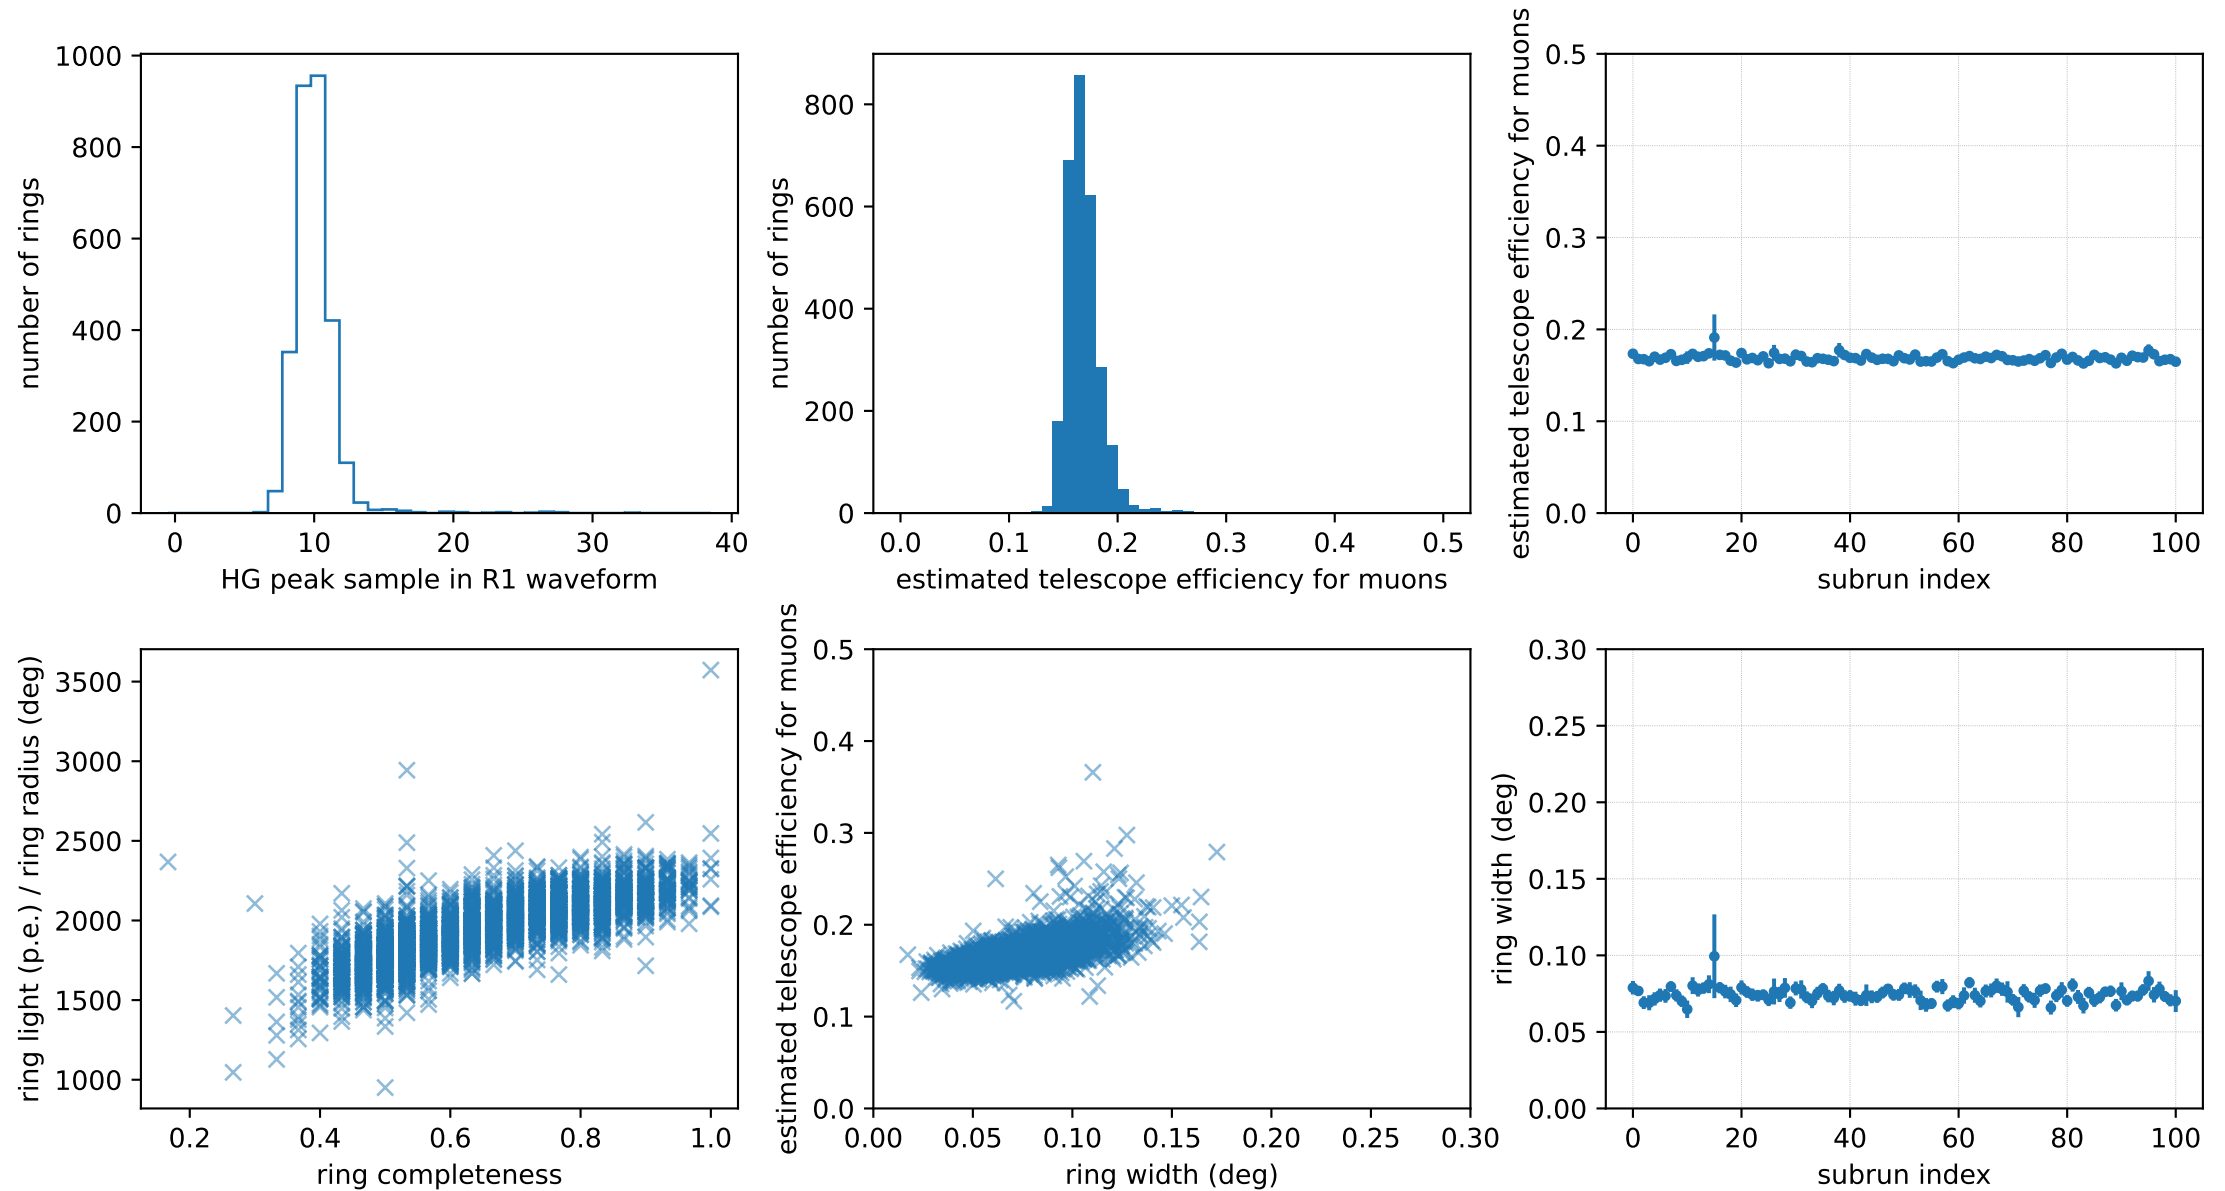 1000
800
600
400
200
0
0 10 20 30 40
number of rings
HG peak sample in R1 waveform
800
600
400
200
0
0.0 0.1 0.2 0.3 0.4 0.5
number of rings
estimated telescope efficiency for muons
0.5
0.4
0.3
0.2
0.1
0.0
0 20 40 60 80 100
estimated telescope efficiency for muons
subrun index
3500
3000
2500
2000
1500
1000
0.2 0.4 0.6 0.8 1.0
ring light (p.e.) / ring radius (deg)
ring completeness
0.5
0.4
0.3
0.2
0.1
0.0
0.00 0.05 0.10 0.15 0.20 0.25 0.30
estimated telescope efficiency for muons
ring width (deg)
0.30
0.25
0.20
0.15
0.10
0.05
0.00
0 20 40 60 80 100
ring width (deg)
subrun index